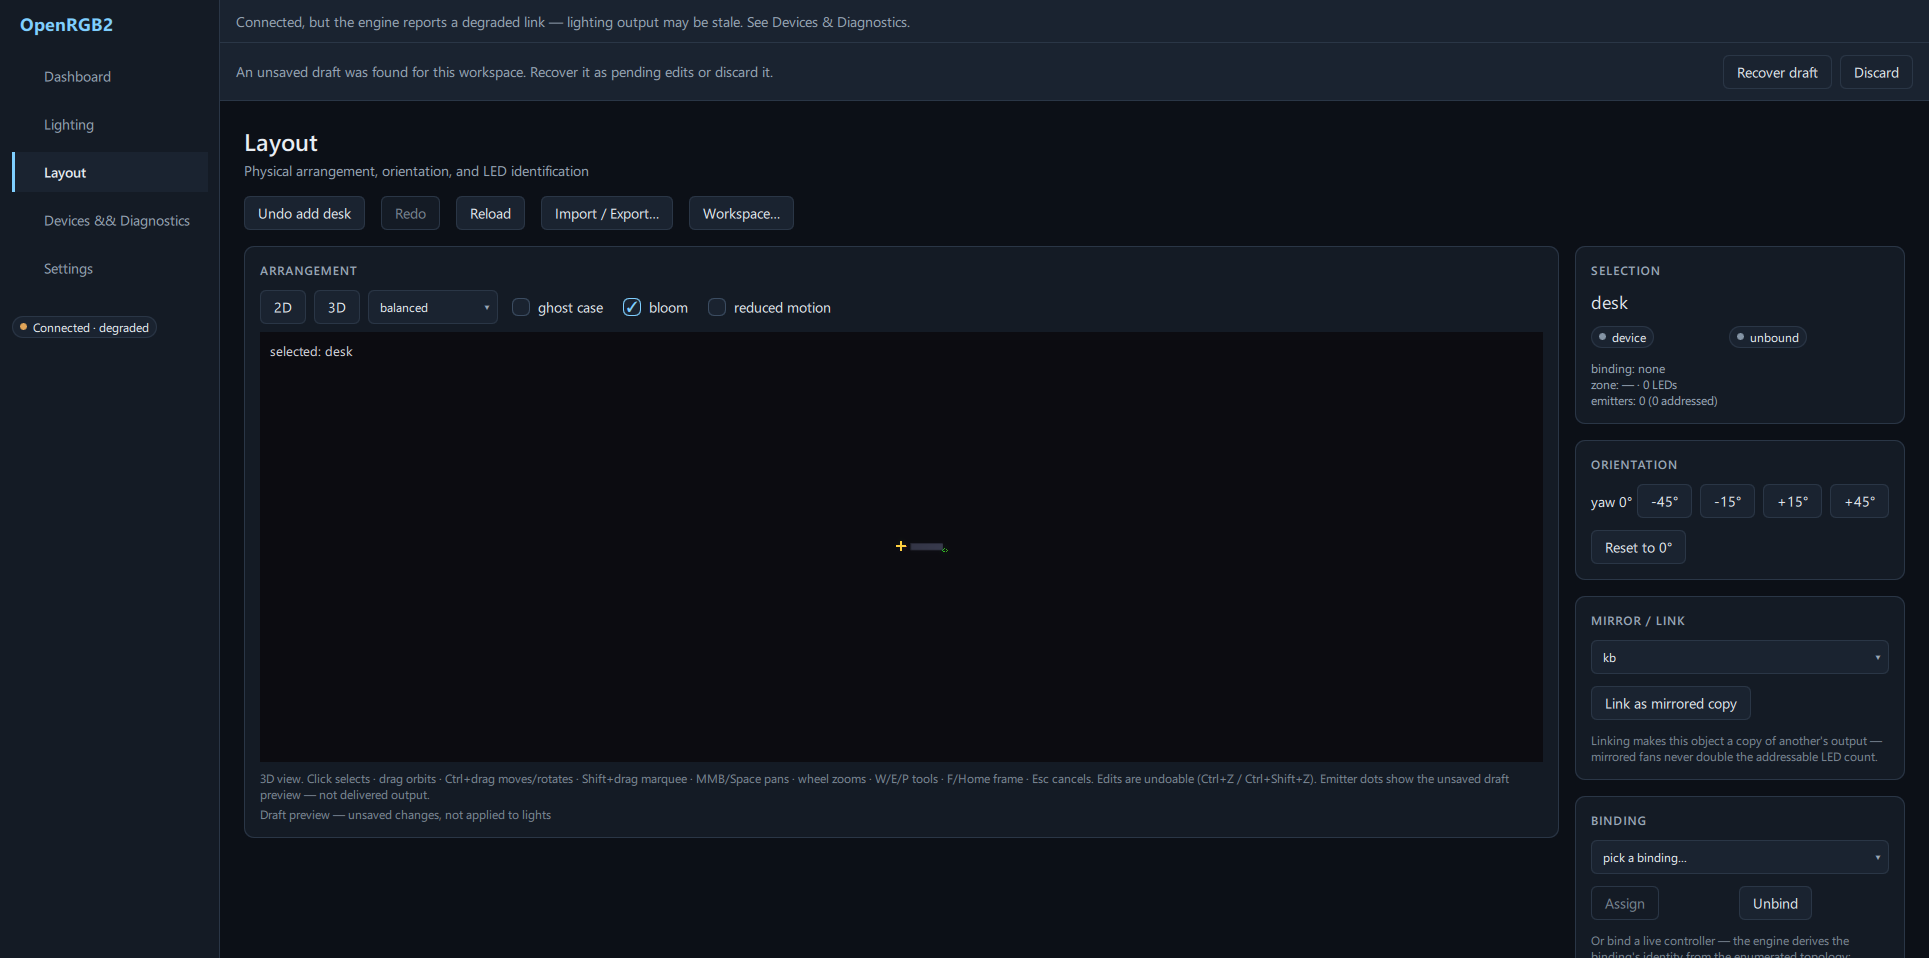 OpenRGB2
Dashboard
Lighting
Layout
Devices && Diagnostics
Settings
Connected · degraded
Connected, but the engine reports a degraded link — lighting output may be stale. See Devices & Diagnostics.
An unsaved draft was found for this workspace. Recover it as pending edits or discard it.
Recover draft
Discard
Layout
Physical arrangement, orientation, and LED identification
Undo add desk
Redo
Reload
Import / Export...
Workspace...
ARRANGEMENT
2D
3D
balanced
ghost case
bloom
reduced motion
selected: desk
3D view. Click selects · drag orbits · Ctrl+drag moves/rotates · Shift+drag marquee · MMB/Space pans · wheel zooms · W/E/P tools · F/Home frame · Esc cancels. Edits are undoable (Ctrl+Z / Ctrl+Shift+Z). Emitter dots show the unsaved draft
preview — not delivered output.
Draft preview — unsaved changes, not applied to lights
SELECTION
desk
device
unbound
binding: none
zone: — · 0 LEDs
emitters: 0 (0 addressed)
ORIENTATION
yaw 0°
-45°
-15°
+15°
+45°
Reset to 0°
MIRROR / LINK
kb
Link as mirrored copy
Linking makes this object a copy of another's output —
mirrored fans never double the addressable LED count.
BINDING
pick a binding...
Assign
Unbind
Or bind a live controller — the engine derives the
binding's identity from the enumerated topology;